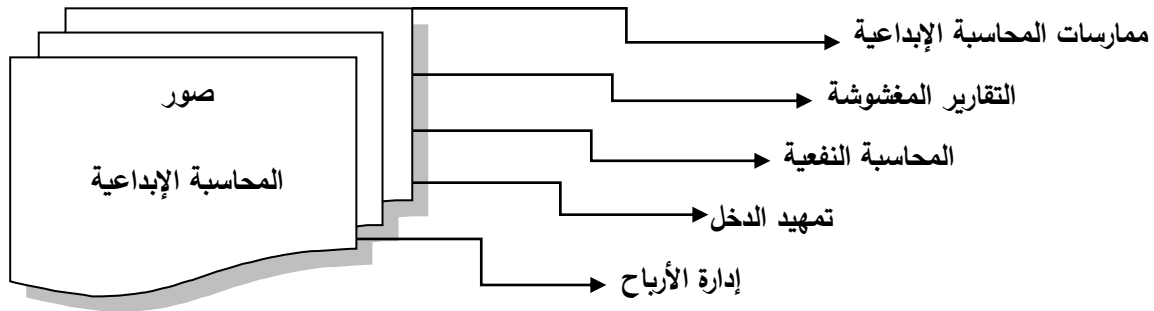 صور
المحاسبة الإبداعية
ممارسات المحاسبة الإبداعية
التقارير المغشوشة
المحاسبة النفعية
تمهيد الدخل
إدارة الأرباح